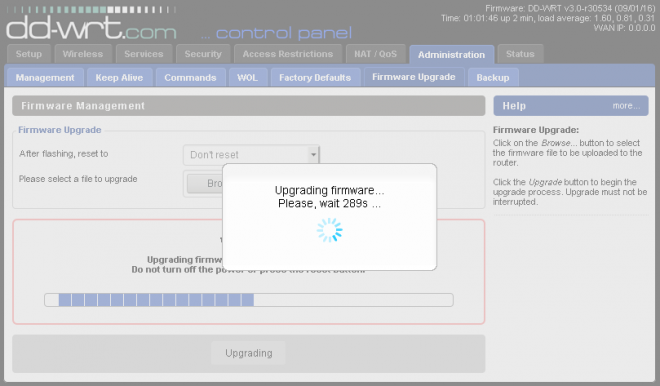 dd-wrt.com ... control panel
Firmware: DD-WRT v3.0-r30534 (09/01/16)
Time: 01:01:46 up 2 min, load average: 1.60, 0.81, 0.31
WAN IP: 0.0.0.0
Setup Wireless Services Security Access Restrictions NAT / QoS Administration Status
Management Keep Alive Commands WOL Factory Defaults Firmware Upgrade Backup
Firmware Management
Firmware Upgrade
After flashing, reset to Don't reset
Please select a file to upgrade Bro
Upgrading firmware...
Please, wait 289s ...
Upgrading firmw
Do not turn off the power or press the reset button!
Upgrading
Help more...
Firmware Upgrade:
Click on the Browse... button to select
the firmware file to be uploaded to the
router.
Click the Upgrade button to begin the
upgrade process. Upgrade must not be
interrupted.